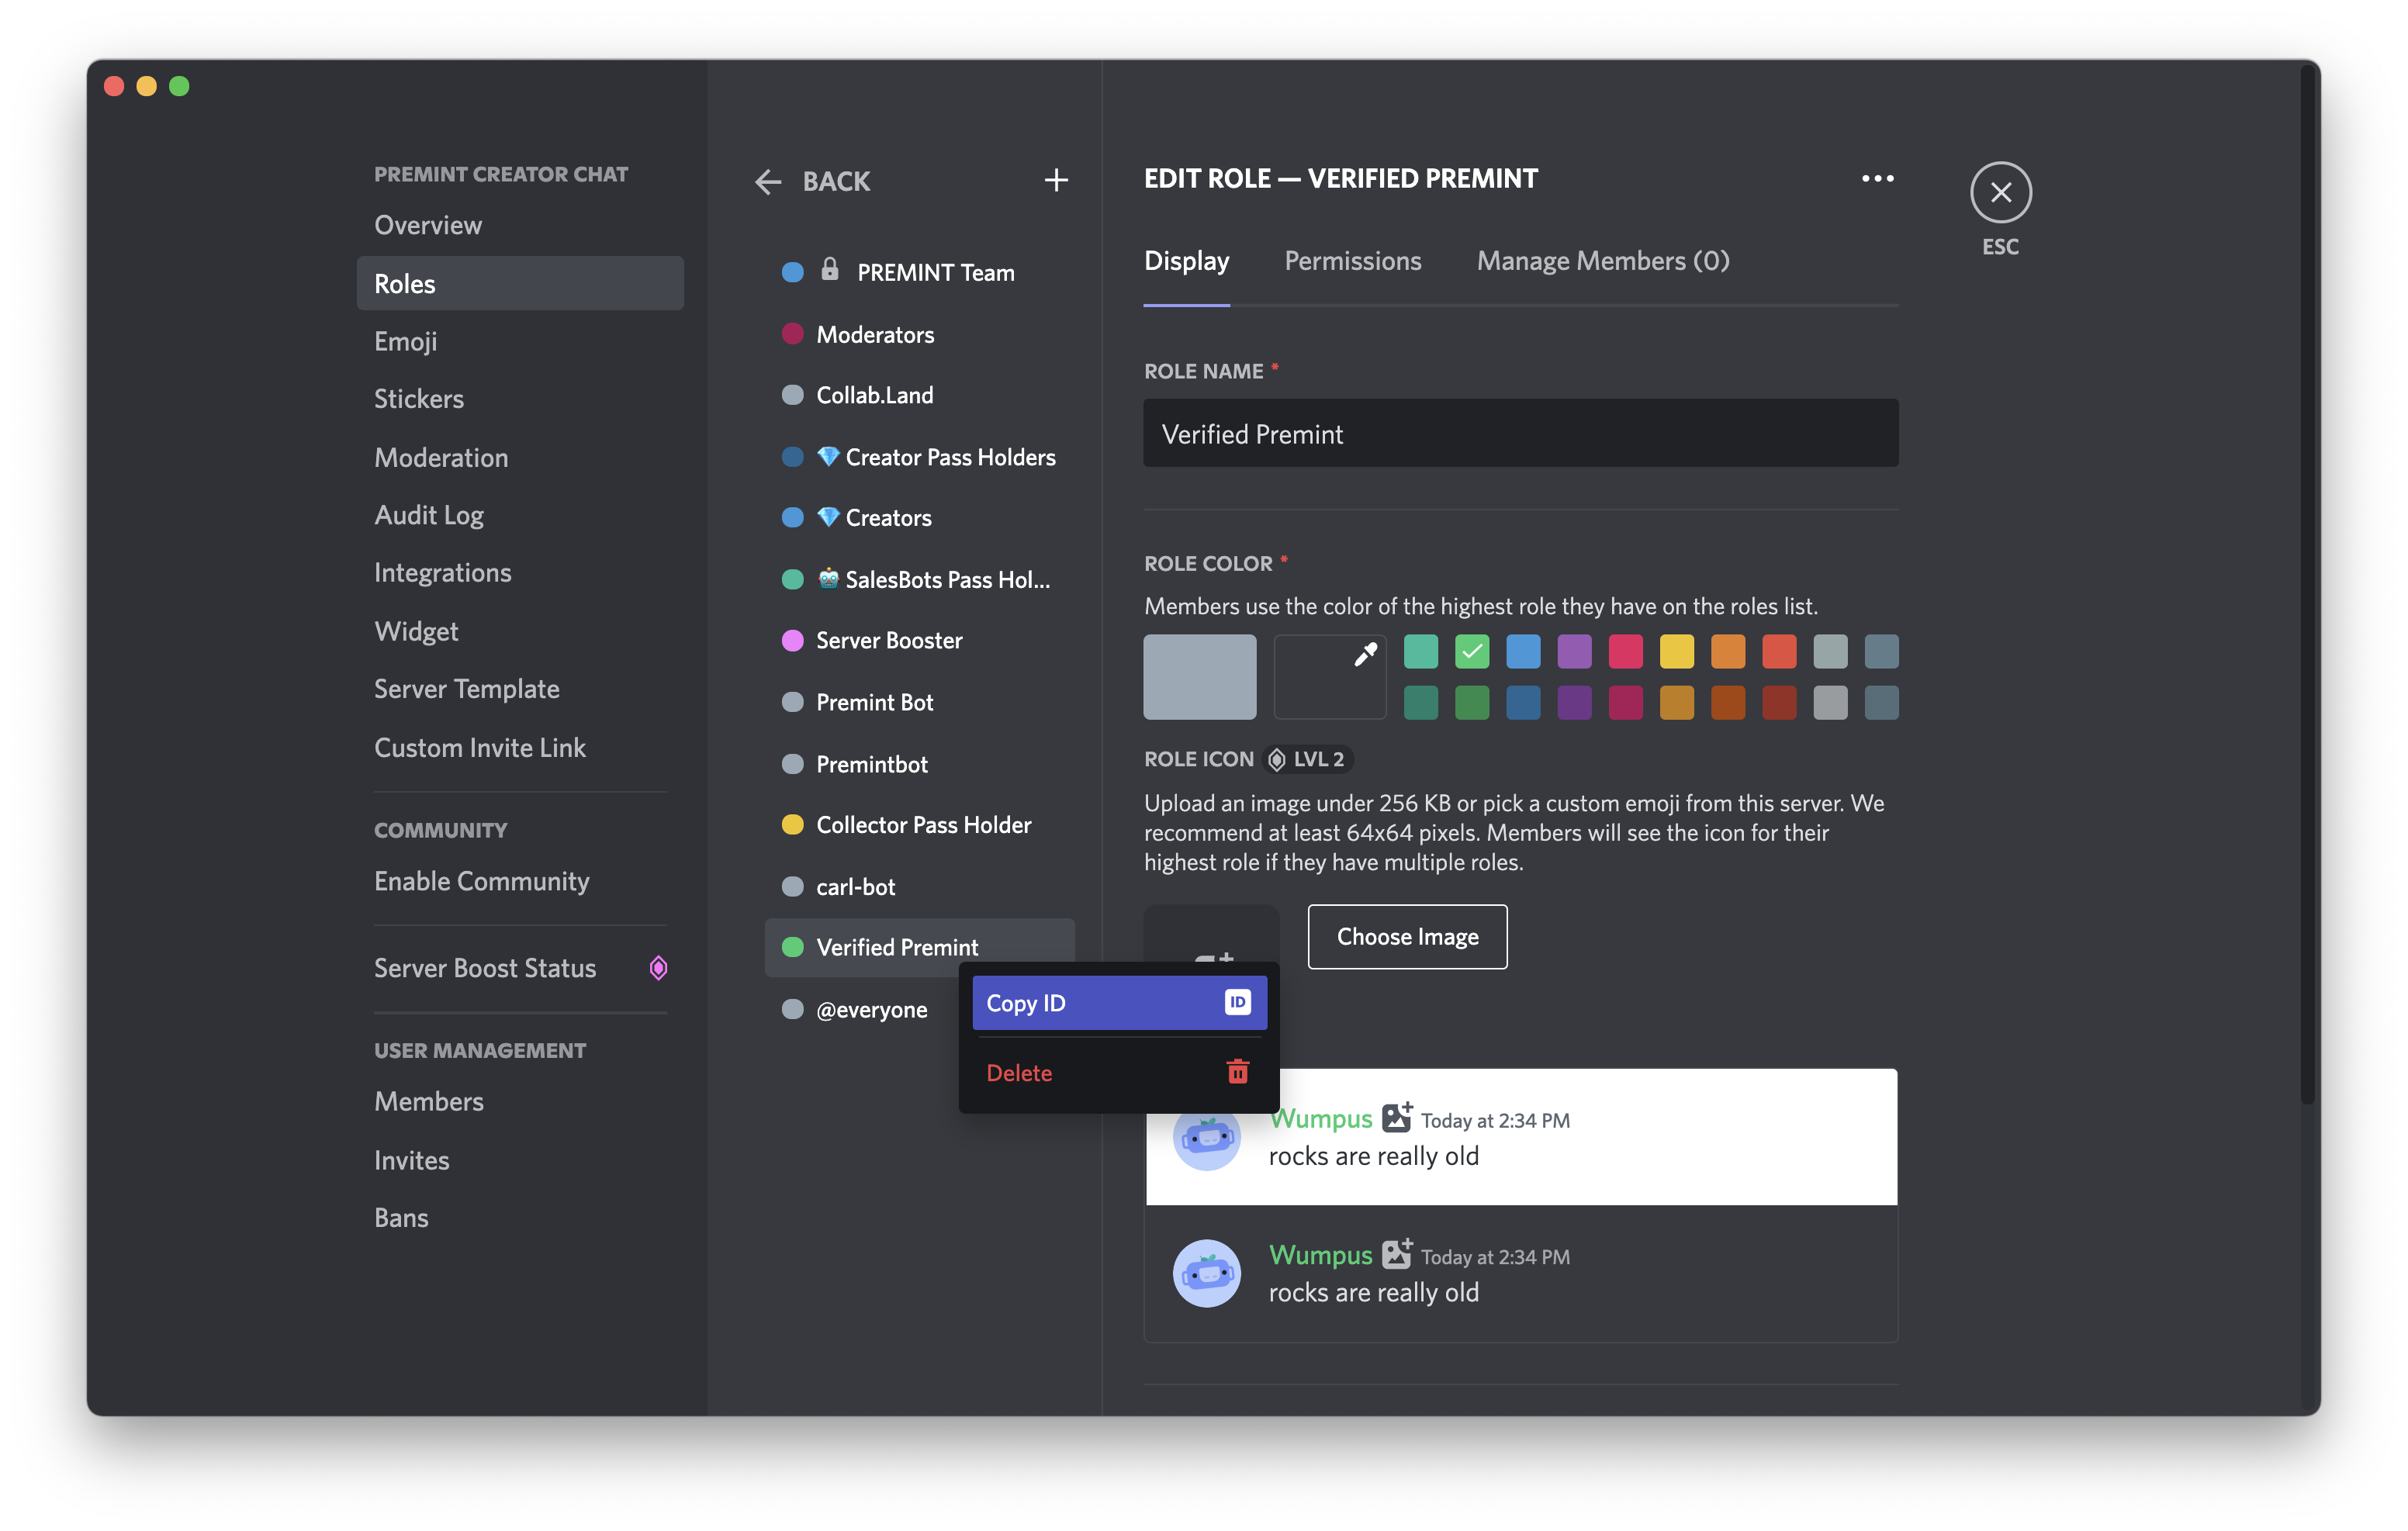 PREMINT CREATOR CHAT
Overview
Roles
Emoji
Stickers
Moderation
Audit Log
Integrations
Widget
Server Template
Custom Invite Link
COMMUNITY
Enable Community
Server Boost Status
USER MANAGEMENT
Members
Invites
Bans
BACK
PREMINT Team
Moderators
Collab.Land
Creator Pass Holders
Creators
SalesBots Pass Hol...
Server Booster
Premint Bot
Premintbot
Collector Pass Holder
carl-bot
Verified Premint
@everyone
Copy ID
ID
Delete
EDIT ROLE — VERIFIED PREMINT
ESC
Display Permissions Manage Members (0)
ROLE NAME *
Verified Premint
ROLE COLOR *
Members use the color of the highest role they have on the roles list.
ROLE ICON LVL 2
Upload an image under 256 KB or pick a custom emoji from this server. We
recommend at least 64x64 pixels. Members will see the icon for their
highest role if they have multiple roles.
Choose Image
Wumpus Today at 2:34 PM
rocks are really old
Wumpus Today at 2:34 PM
rocks are really old